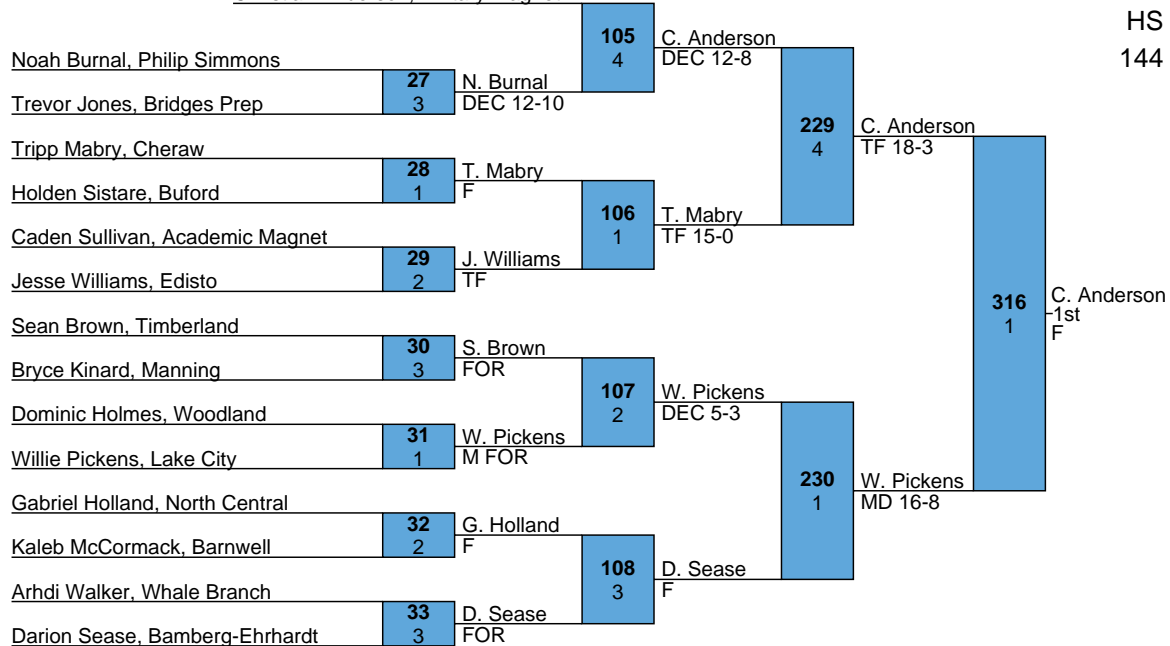 HS
144
105
4
C. Anderson
DEC 12-8
Noah Burnal, Philip Simmons
27
3
N. Burnal
DEC 12-10
Trevor Jones, Bridges Prep
229
4
C. Anderson
TF 18-3
Tripp Mabry, Cheraw
28
1
T. Mabry
F
Holden Sistare, Buford
106
1
T. Mabry
TF 15-0
Caden Sullivan, Academic Magnet
29
2
J. Williams
TF
Jesse Williams, Edisto
316
1
C. Anderson
1st
F
Sean Brown, Timberland
30
3
S. Brown
FOR
Bryce Kinard, Manning
107
2
W. Pickens
DEC 5-3
Dominic Holmes, Woodland
31
1
W. Pickens
M FOR
Willie Pickens, Lake City
230
1
W. Pickens
MD 16-8
Gabriel Holland, North Central
32
2
G. Holland
F
Kaleb McCormack, Barnwell
108
3
D. Sease
F
Arhdi Walker, Whale Branch
33
3
D. Sease
FOR
Darion Sease, Bamberg-Ehrhardt